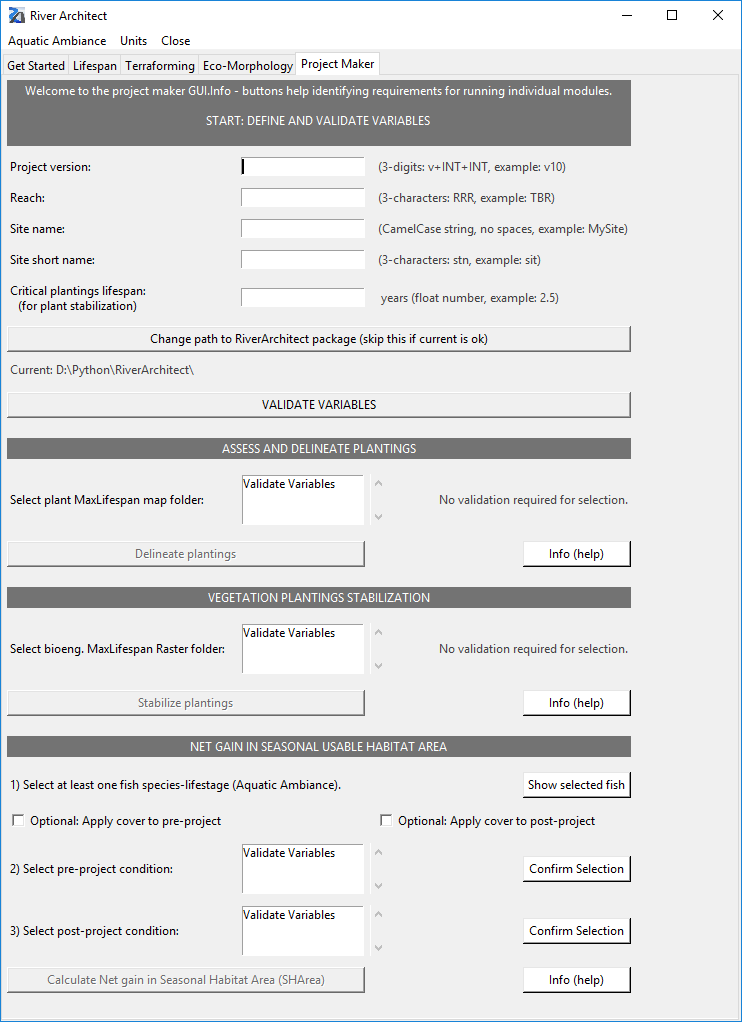 River Architect
Aquatic Ambiance Units Close
Get Started Lifespan Terraforming Eco-Morphology Project Maker
Welcome to the project maker GUI.Info - buttons help identifying requirements for running individual modules.
START: DEFINE AND VALIDATE VARIABLES
Project version: (3-digits: v+INT+INT, example: v10)
Reach: (3-characters: RRR, example: TBR)
Site name: (CamelCase string, no spaces, example: MySite)
Site short name: (3-characters: stn, example: sit)
Critical plantings lifespan:
(for plant stabilization) years (float number, example: 2.5)
Change path to RiverArchitect package (skip this if current is ok)
Current: D:\Python\RiverArchitect\
VALIDATE VARIABLES
ASSESS AND DELINEATE PLANTINGS
Validate Variables
Select plant MaxLifespan map folder: No validation required for selection.
Delineate plantings Info (help)
VEGETATION PLANTINGS STABILIZATION
Validate Variables
Select bioeng. MaxLifespan Raster folder: No validation required for selection.
Stabilize plantings Info (help)
NET GAIN IN SEASONAL USABLE HABITAT AREA
1) Select at least one fish species-lifestage (Aquatic Ambiance). Show selected fish
Optional: Apply cover to pre-project Optional: Apply cover to post-project
Validate Variables
2) Select pre-project condition: Confirm Selection
Validate Variables
3) Select post-project condition: Confirm Selection
Calculate Net gain in Seasonal Habitat Area (SHArea) Info (help)